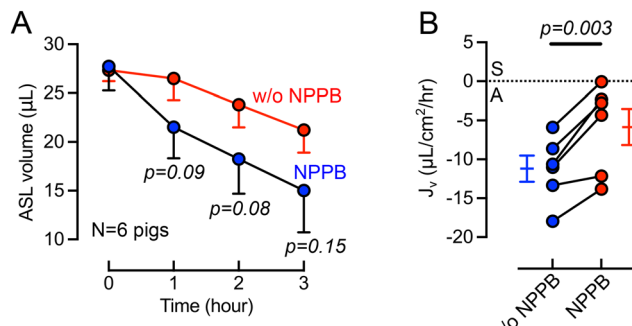 A
ASL volume (µL)
30
25
20
15
10
w/o NPPB
NPPB
p=0.09
p=0.08
p=0.15
N=6 pigs
0 1 2 3
Time (hour)
B
p=0.003
Jv (µL/cm²/hr)
5
0
-5
-10
-15
-20
S
A
/o NPPB
NPPB